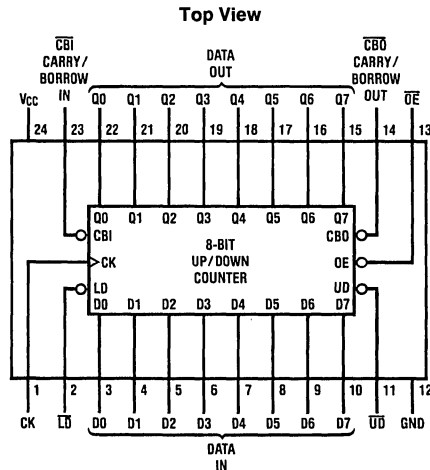 Top View
CBI
CARRY/
BORROW
IN
DATA
OUT
CBO
CARRY/
BORROW
OUT
VCC Q0 Q1 Q2 Q3 Q4 Q5 Q6 Q7 OE
24 23 22 21 20 19 18 17 16 15 14 13
Q0 Q1 Q2 Q3 Q4 Q5 Q6 Q7
CBI CBO
8-BIT
UP/DOWN
COUNTER
CK OE
LD UD
D0 D1 D2 D3 D4 D5 D6 D7
1 2 3 4 5 6 7 8 9 10 11 12
CK LD D0 D1 D2 D3 D4 D5 D6 D7 UD GND
DATA
IN